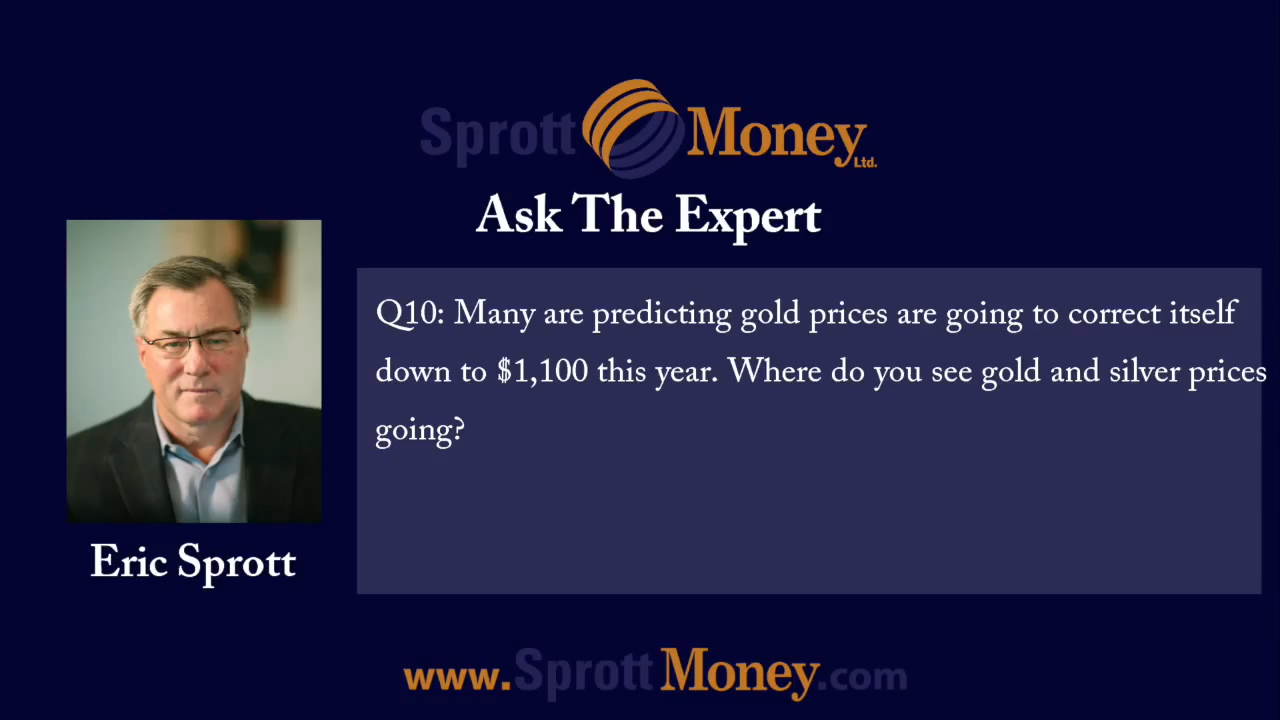 Sprott Money Ltd.
Ask The Expert
Q10: Many are predicting gold prices are going to correct itself
down to $1,100 this year. Where do you see gold and silver prices
going?
Eric Sprott
www.SprottMoney.com